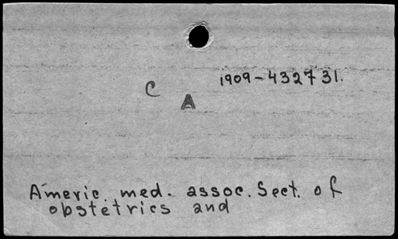 1909-432731.
C
A
Americ. med. assoc. Sect. of
obstetrics and